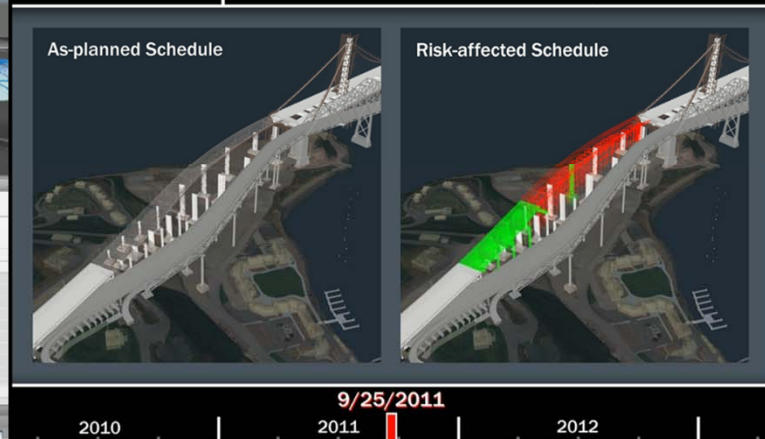 As-planned Schedule
Risk-affected Schedule
9/25/2011
2010
2011
2012